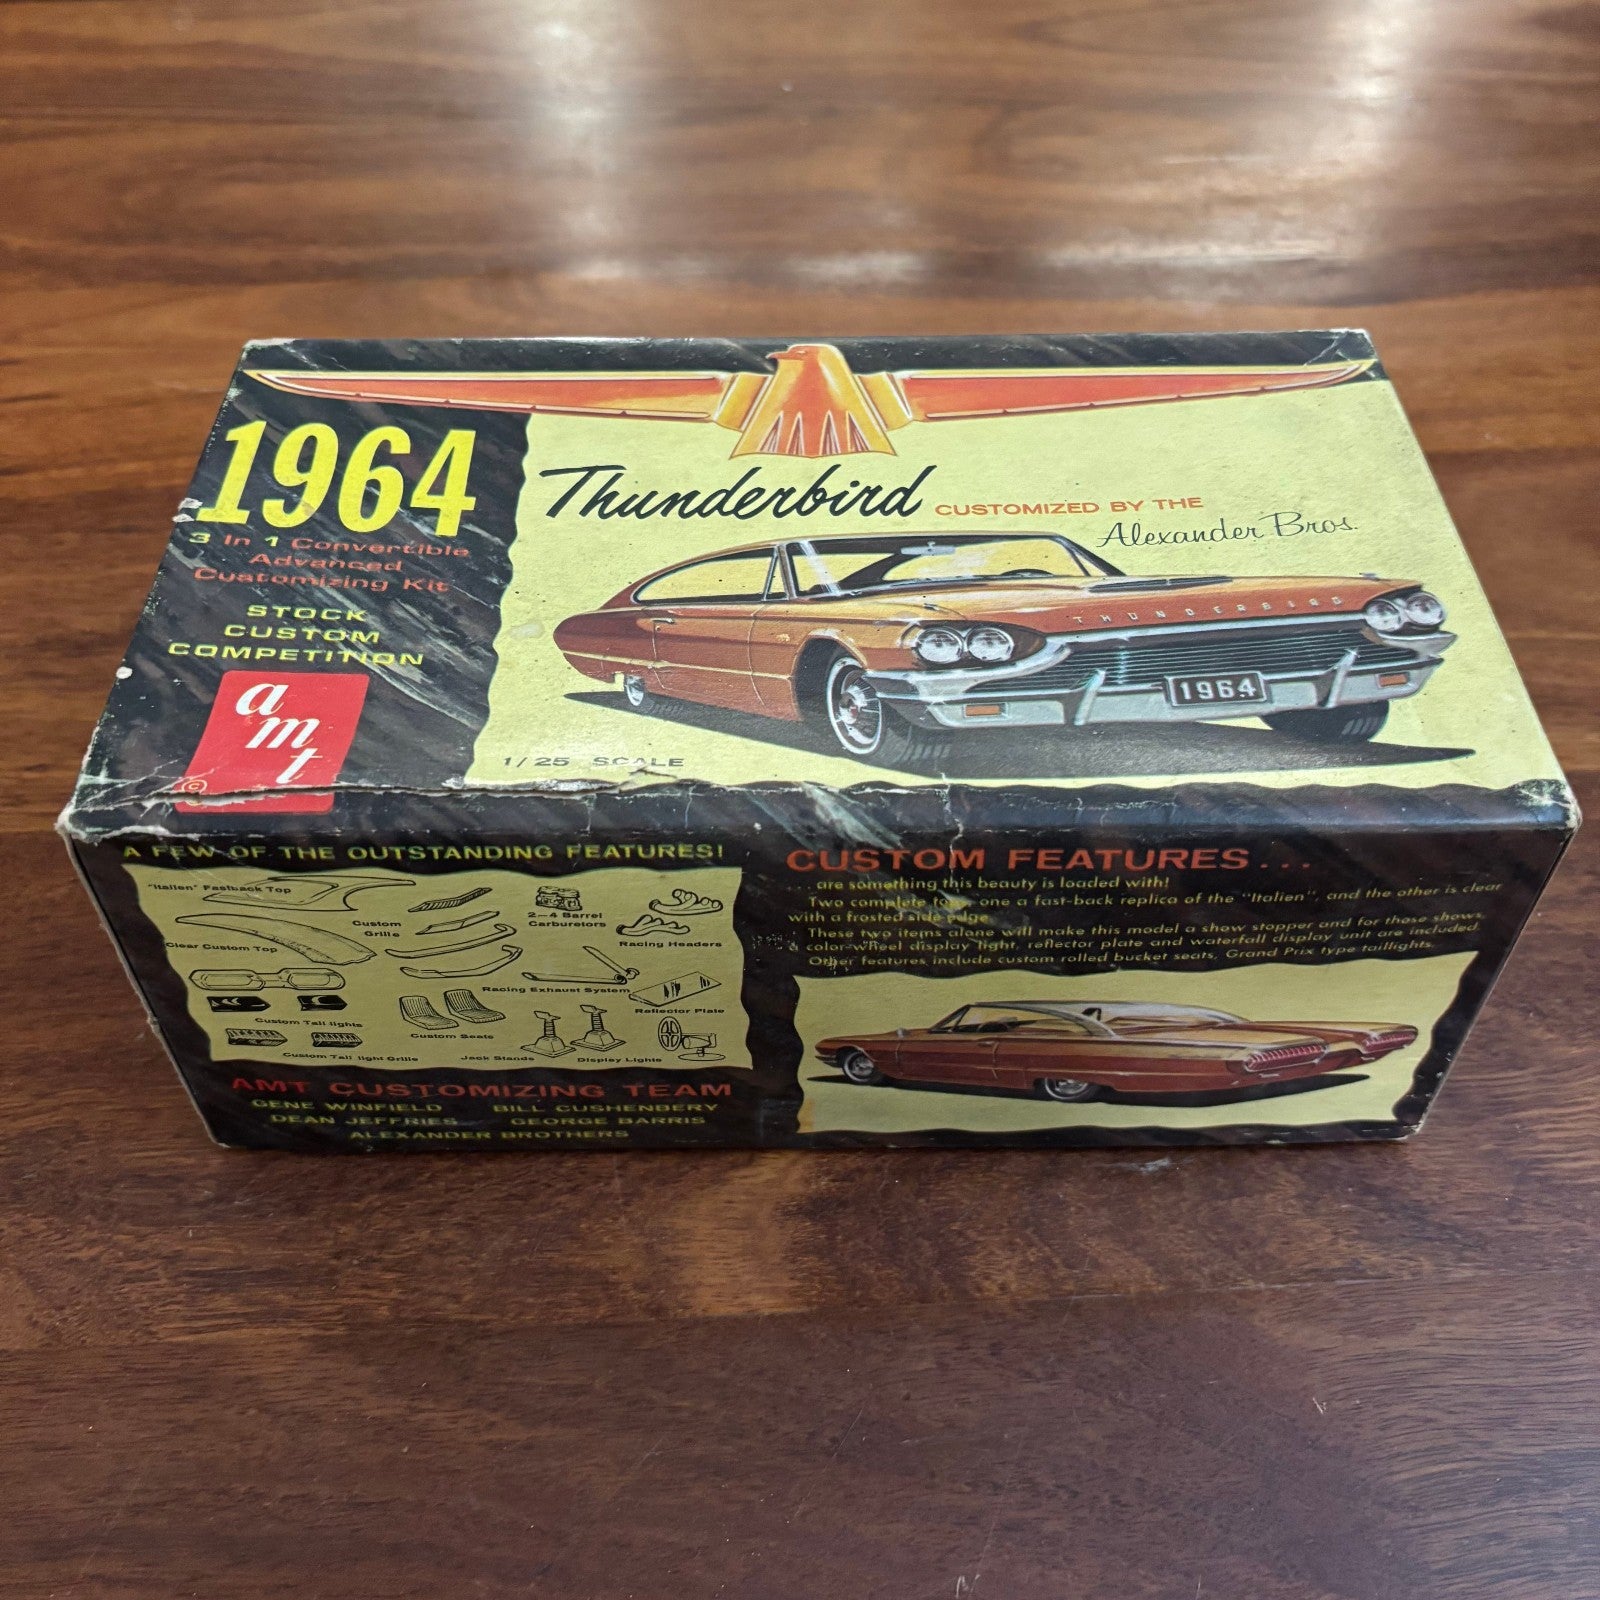 1964
3 In 1 Convertible
Advanced
Customizing Kit
STOCK
CUSTOM
COMPETITION
amt
©
Thunderbird
CUSTOMIZED BY THE
Alexander Bros.
THUNDERBIRD
1964
1/25 SCALE
A FEW OF THE OUTSTANDING FEATURES!
"Italien" Fastback Top
Custom
Grille
2—4 Barrel
Carburetors
Racing Headers
Clear Custom Top
Racing Exhaust System
Reflector Plate
Custom Tail lights
Custom Seats
Custom Tail light Grille
Jack Stands
Display Lights
AMT CUSTOMIZING TEAM
GENE WINFIELD BILL CUSHENBERY
DEAN JEFFRIES GEORGE BARRIS
ALEXANDER BROTHERS
CUSTOM FEATURES...
... are something this beauty is loaded with!
Two complete tops, one a fast-back replica of the "Italien", and the other is clear
with a frosted side edge.
These two items alone will make this model a show stopper and for those shows,
a color-wheel display light, reflector plate and waterfall display unit are included.
Other features include custom rolled bucket seats, Grand Prix type taillights.